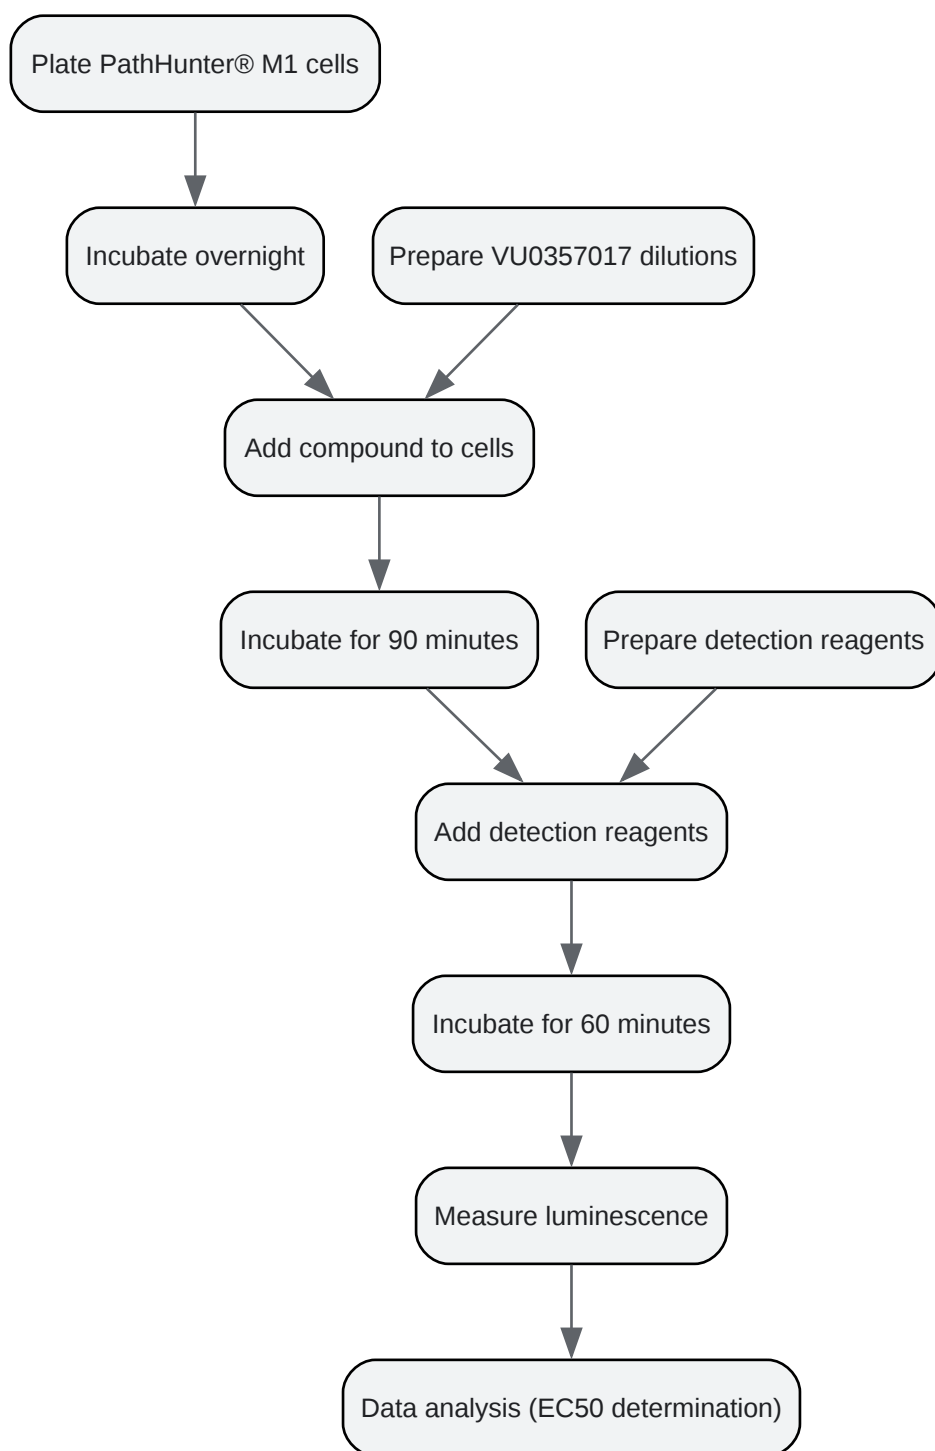 Plate PathHunter® M1 cells
Incubate overnight
Prepare VU0357017 dilutions
Add compound to cells
Incubate for 90 minutes
Prepare detection reagents
Add detection reagents
Incubate for 60 minutes
Measure luminescence
Data analysis (EC50 determination)